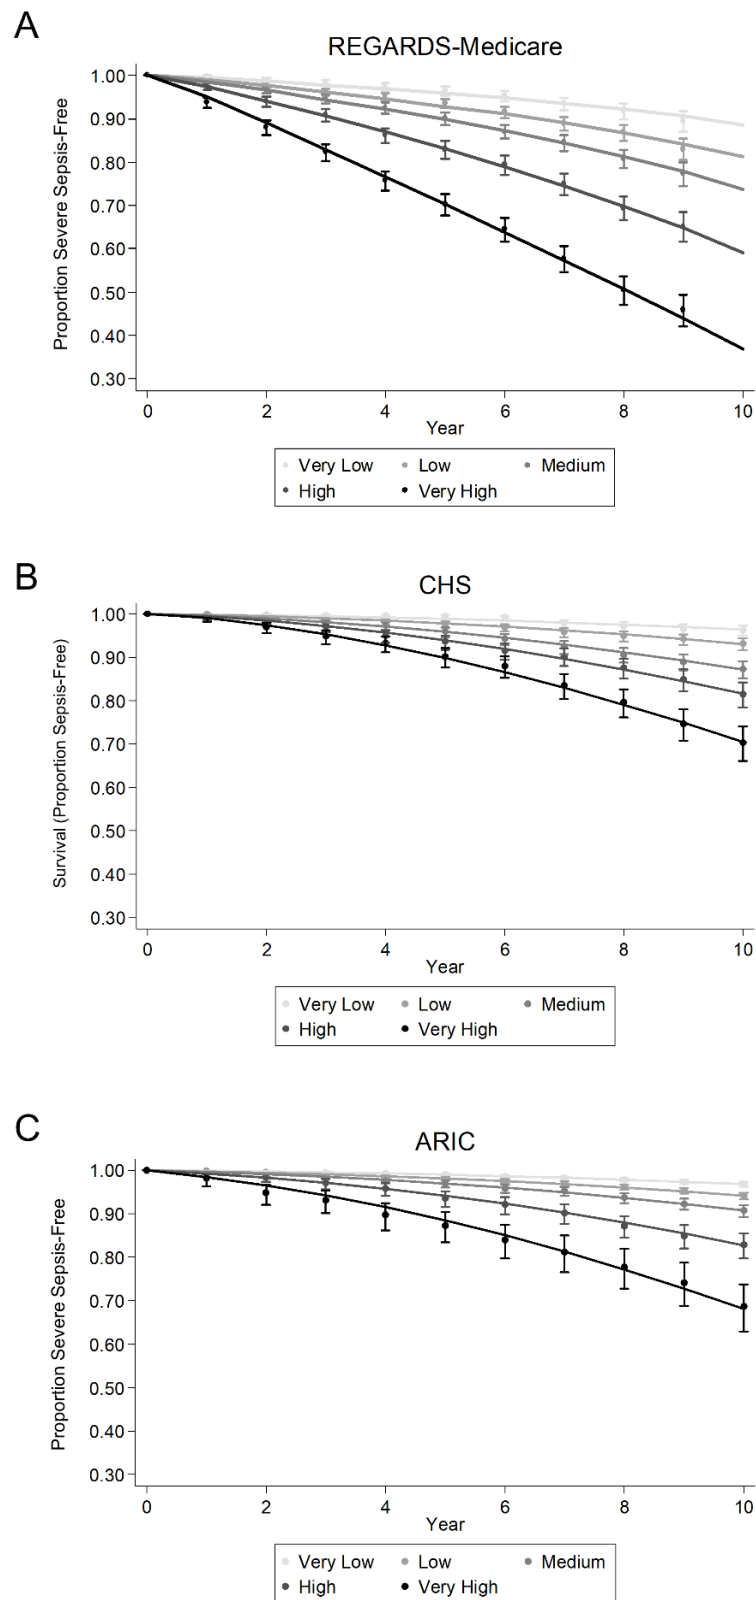 A
REGARDS-Medicare
Proportion Severe Sepsis-Free
1.00
0.90
0.80
0.70
0.60
0.50
0.40
0.30
0 2 4 6 8 10
Year
Very Low Low Medium
High Very High
B
CHS
Survival (Proportion Sepsis-Free)
1.00
0.90
0.80
0.70
0.60
0.50
0.40
0.30
0 2 4 6 8 10
Year
Very Low Low Medium
High Very High
C
ARIC
Proportion Severe Sepsis-Free
1.00
0.90
0.80
0.70
0.60
0.50
0.40
0.30
0 2 4 6 8 10
Year
Very Low Low Medium
High Very High